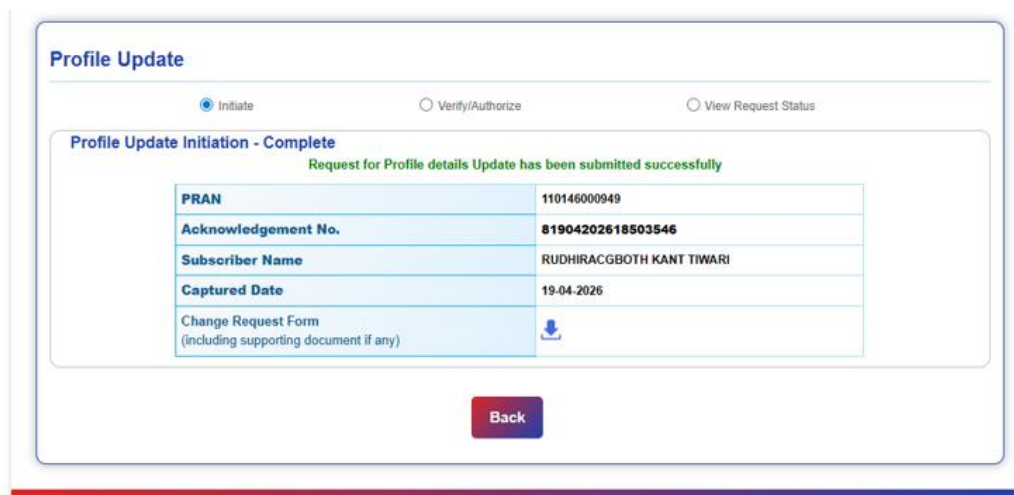 Profile Update
Initiate Verify/Authorize View Request Status
Profile Update Initiation - Complete
Request for Profile details Update has been submitted successfully
PRAN 110146000949
Acknowledgement No. 81904202618503546
Subscriber Name RUDHIRACGBOTH KANT TIWARI
Captured Date 19-04-2026
Change Request Form
(including supporting document if any)
Back